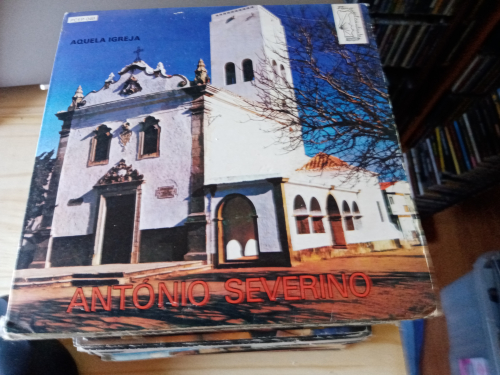 AQUELA IGREJA
ANTÓNIO SEVERINO